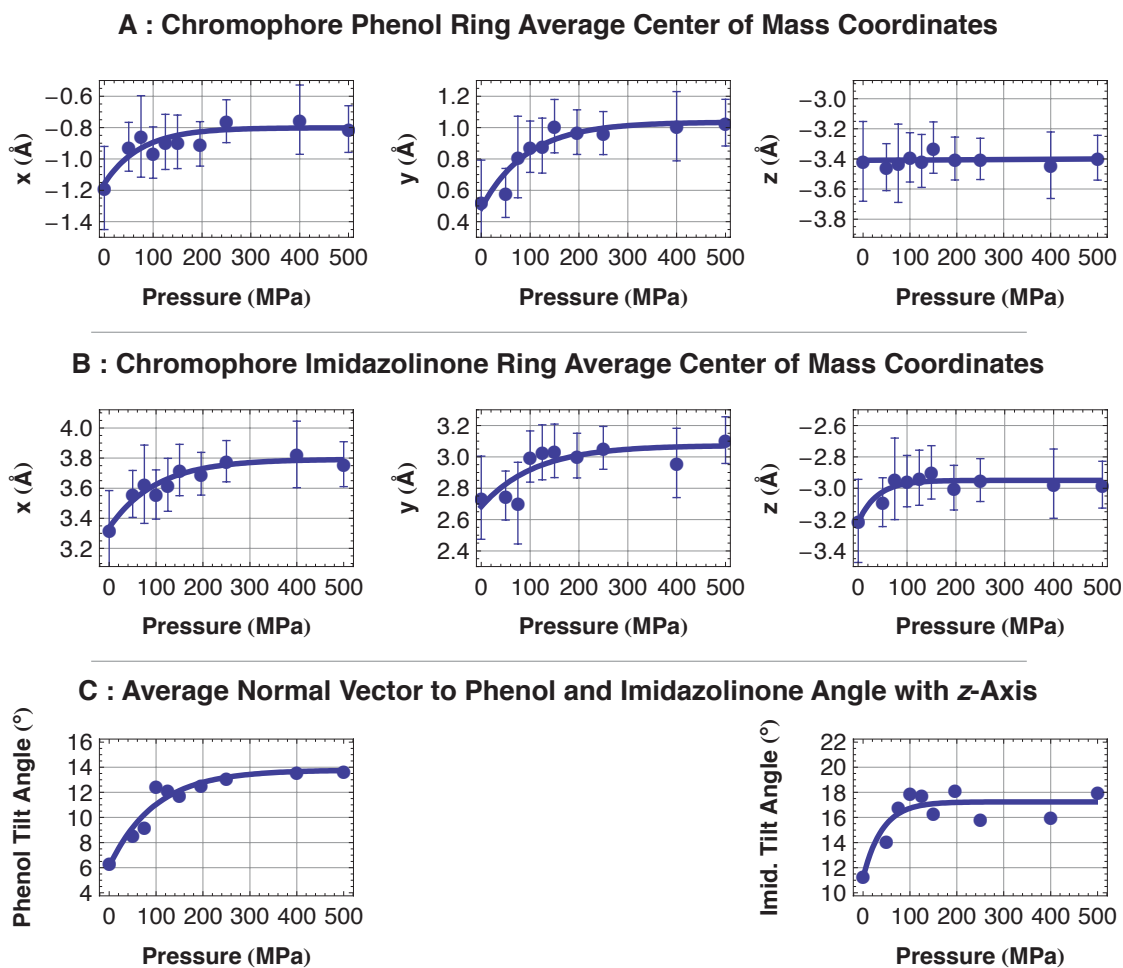 A : Chromophore Phenol Ring Average Center of Mass Coordinates
x (Å)
−0.6
−0.8
−1.0
−1.2
−1.4
0 100 200 300 400 500
Pressure (MPa)
y (Å)
1.2
1.0
0.8
0.6
0.4
0 100 200 300 400 500
Pressure (MPa)
z (Å)
−3.0
−3.2
−3.4
−3.6
−3.8
0 100 200 300 400 500
Pressure (MPa)
B : Chromophore Imidazolinone Ring Average Center of Mass Coordinates
x (Å)
4.0
3.8
3.6
3.4
3.2
0 100 200 300 400 500
Pressure (MPa)
y (Å)
3.2
3.0
2.8
2.6
2.4
0 100 200 300 400 500
Pressure (MPa)
z (Å)
−2.6
−2.8
−3.0
−3.2
−3.4
0 100 200 300 400 500
Pressure (MPa)
C : Average Normal Vector to Phenol and Imidazolinone Angle with z-Axis
Phenol Tilt Angle (°)
16
14
12
10
8
6
4
0 100 200 300 400 500
Pressure (MPa)
Imid. Tilt Angle (°)
22
20
18
16
14
12
10
0 100 200 300 400 500
Pressure (MPa)